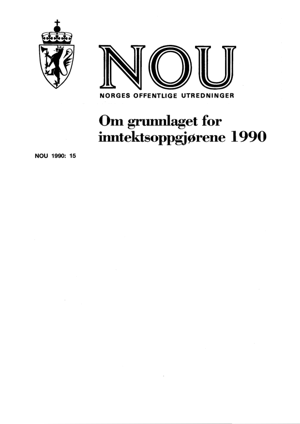 NOU
NORGES OFFENTLIGE UTREDNINGER
Om grunnlaget for
inntektsoppgjørene 1990
NOU 1990: 15